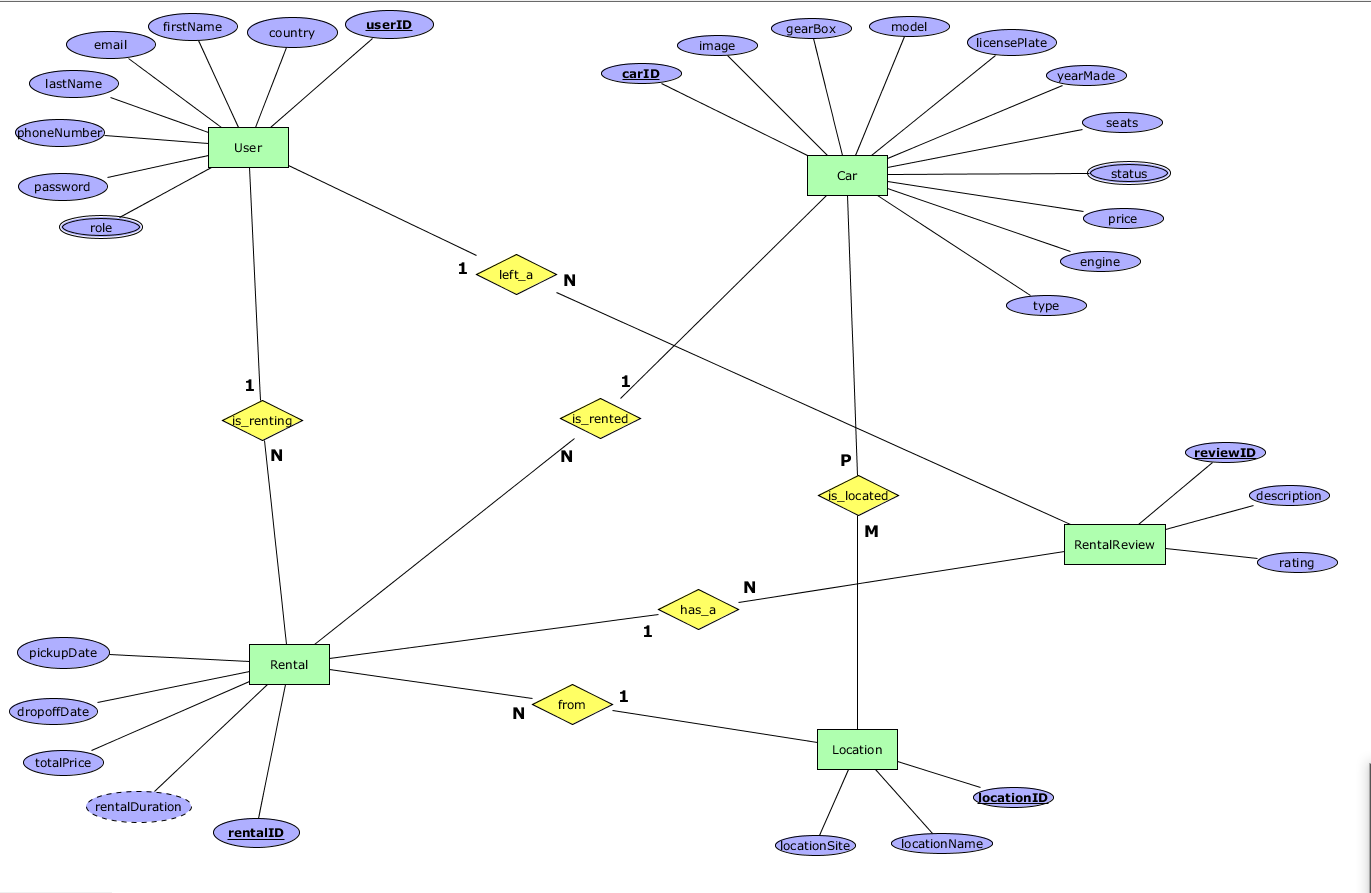 firstName
country
userID
email
lastName
phoneNumber
password
role
User
carID
image
gearBox
model
licensePlate
yearMade
seats
status
price
engine
type
Car
1
left_a
N
1
is_renting
N
1
is_rented
N
P
is_located
M
reviewID
description
rating
RentalReview
N
has_a
1
pickupDate
Rental
dropoffDate
totalPrice
rentalDuration
rentalID
N
from
1
Location
locationID
locationSite
locationName